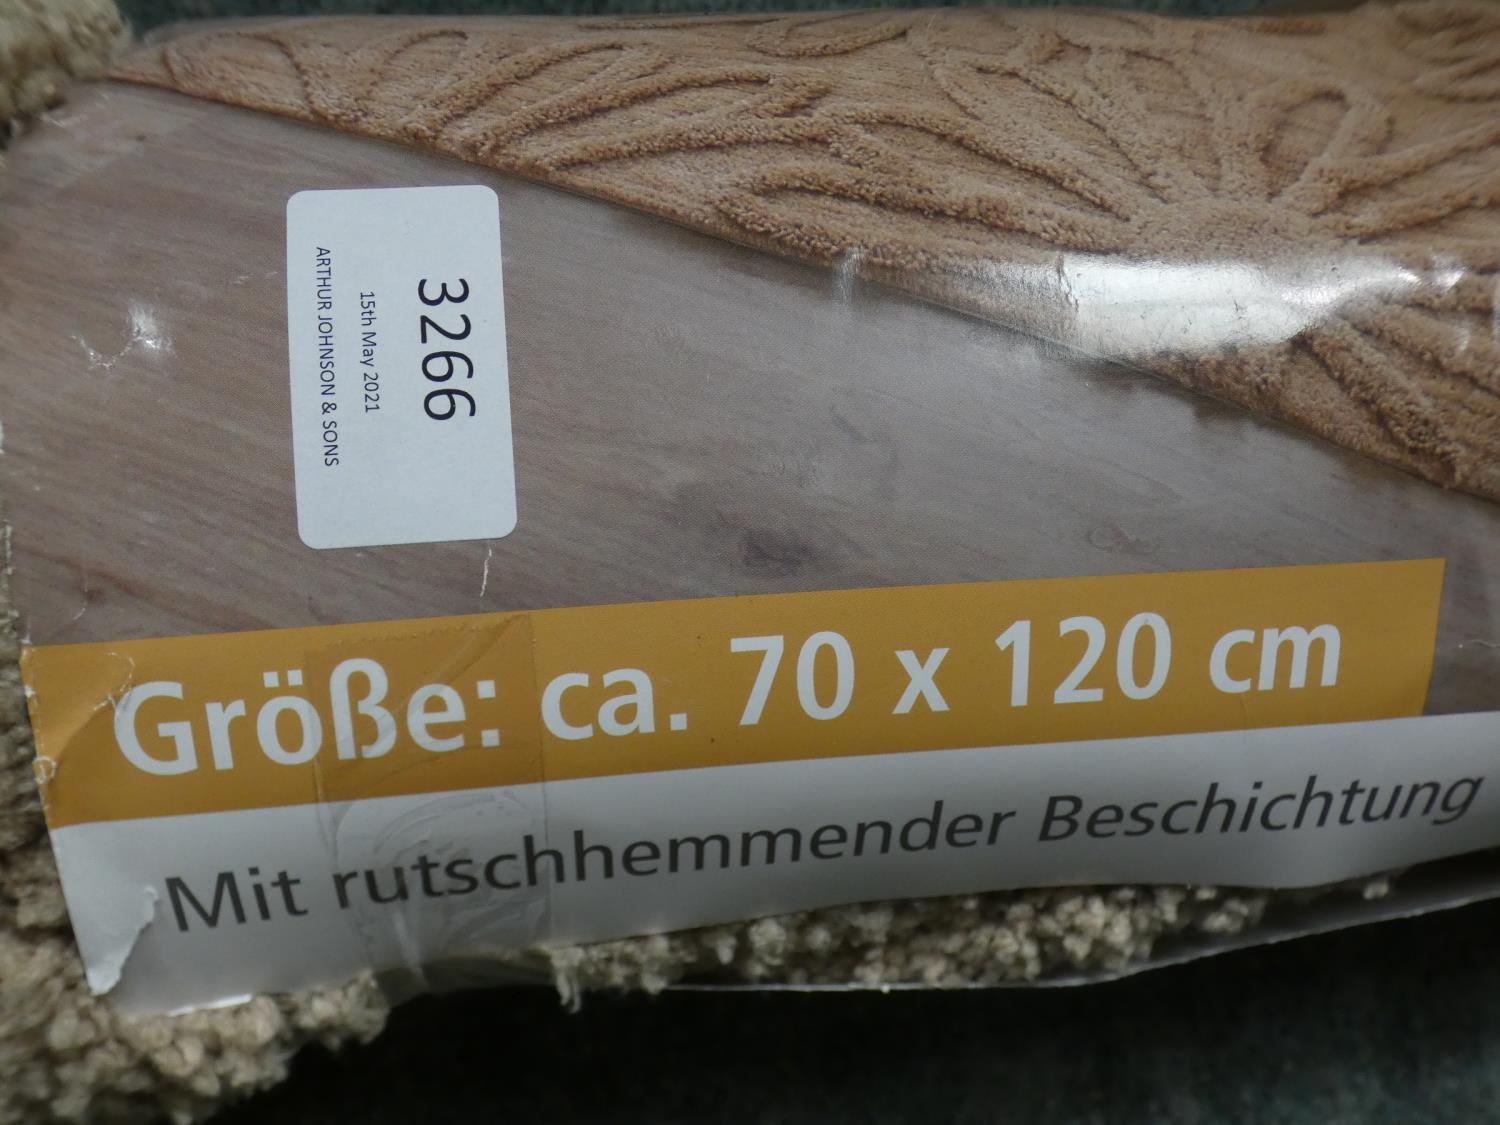 3266
15th May 2021
ARTHUR JOHNSON & SONS
Größe: ca. 70 x 120 cm
Mit rutschhemmender Beschichtung